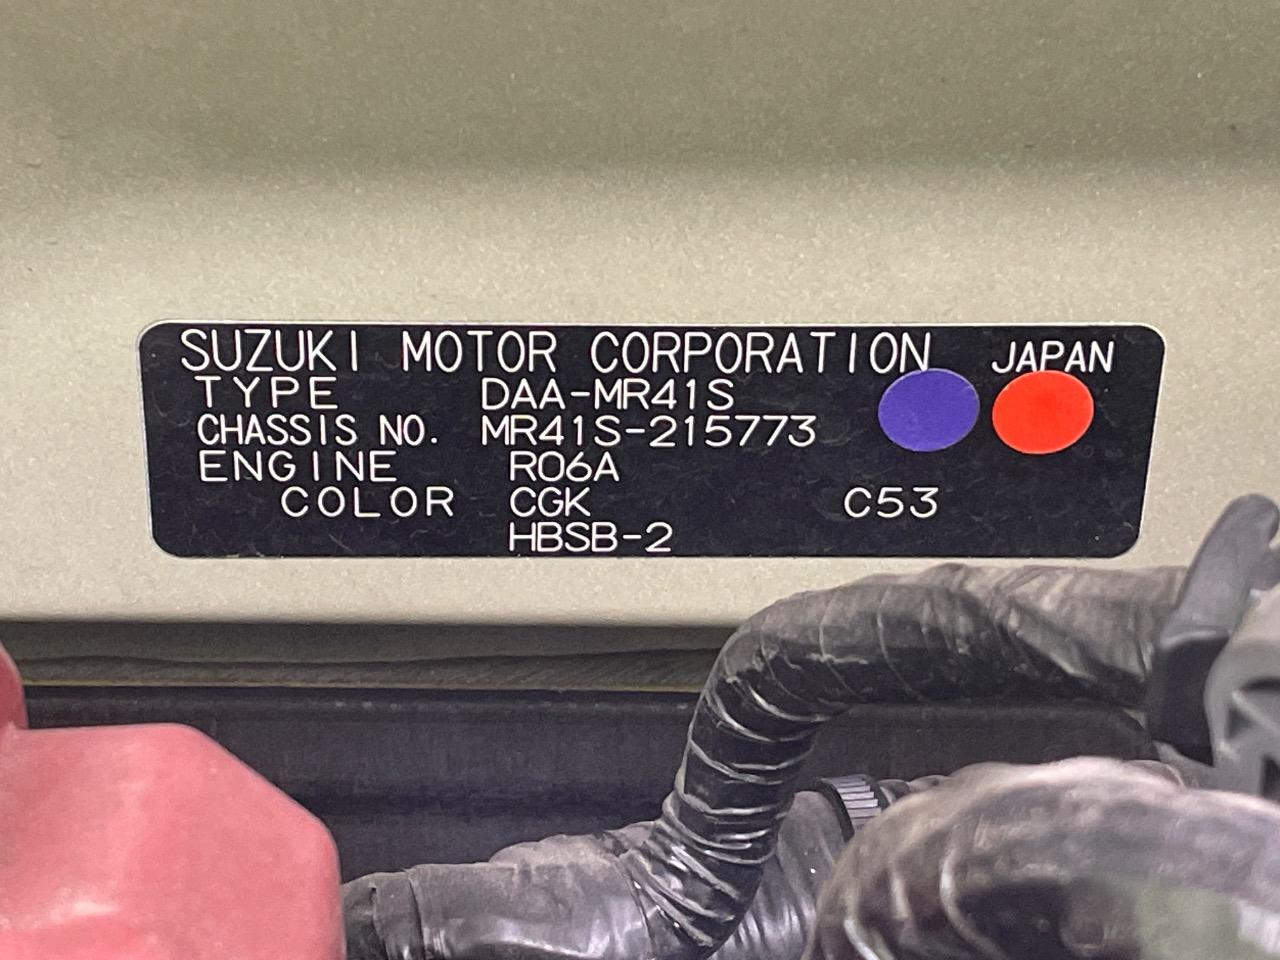 SUZUKI MOTOR CORPORATION JAPAN
TYPE DAA-MR41S
CHASSIS NO. MR41S-215773
ENGINE R06A
COLOR CGK C53
HBSB-2